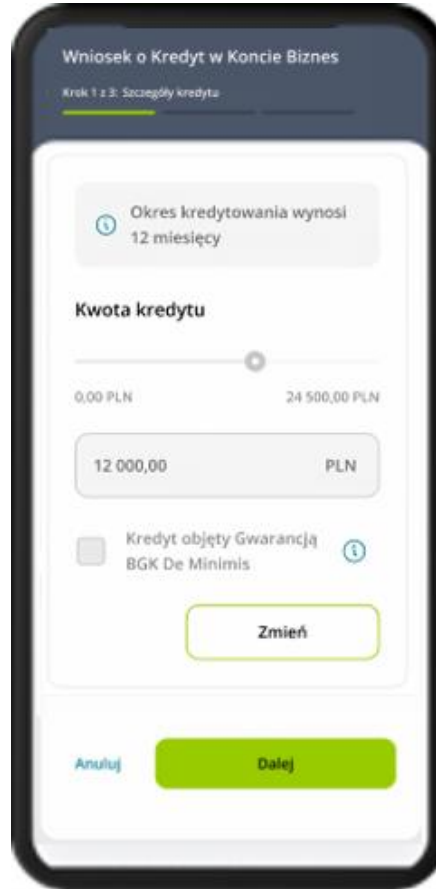 Wniosek o Kredyt w Koncie Biznes
Krok 1 z 3: Szczegóły kredytu
Okres kredytowania wynosi
12 miesięcy
Kwota kredytu
0,00 PLN 24 500,00 PLN
12 000,00 PLN
Kredyt objęty Gwarancją
BGK De Minimis
Zmień
Anuluj Dalej